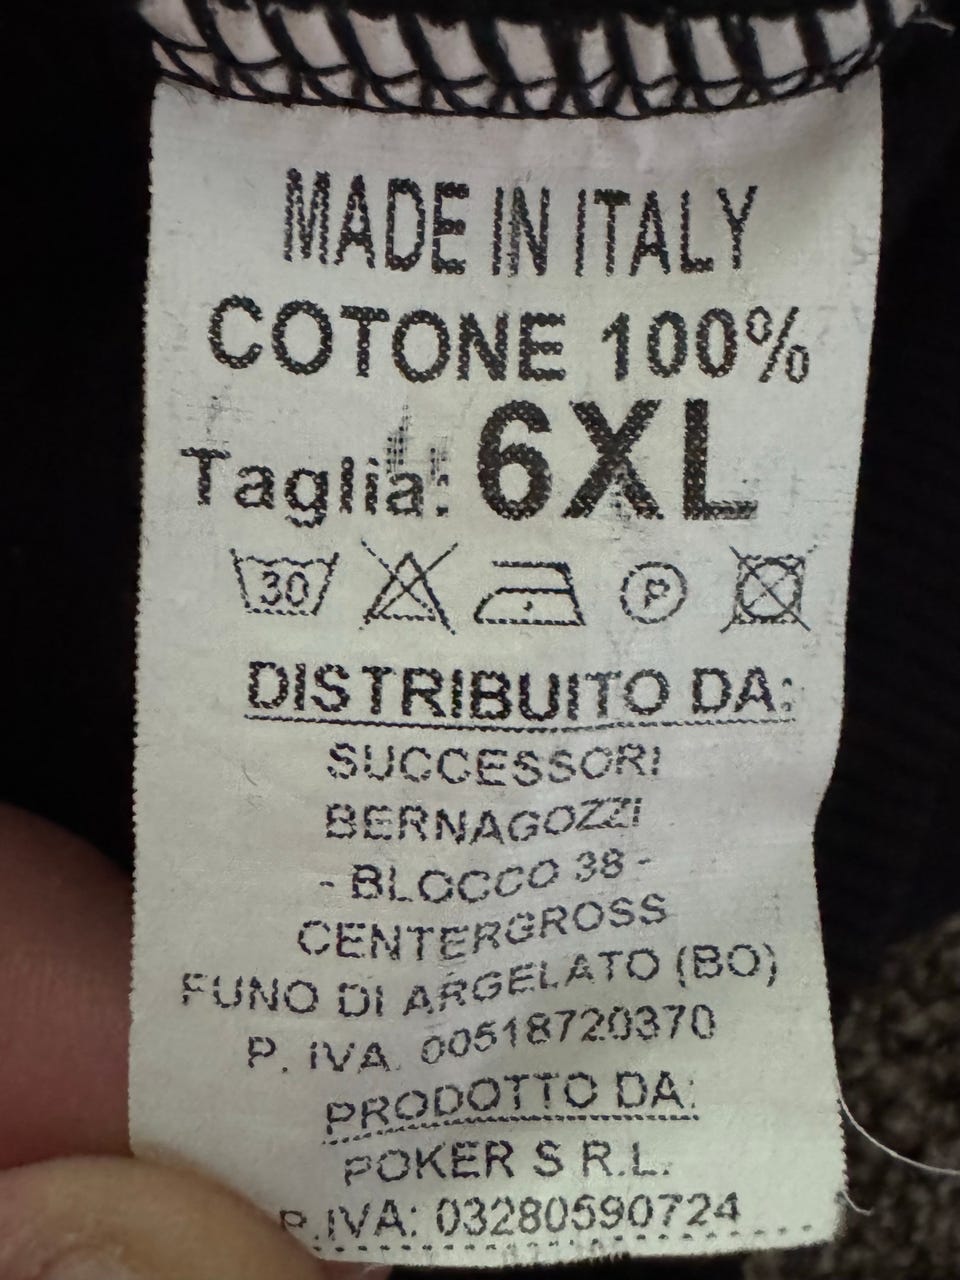 MADE IN ITALY
COTONE 100%
Taglia: 6XL
30 P
DISTRIBUITO DA:
SUCCESSORI
BERNAGOZZI
- BLOCCO 38 -
CENTERGROSS
FUNO DI ARGELATO (BO)
P. IVA. 00518720370
PRODOTTO DA:
POKER S R.L.
P.IVA: 03280590724